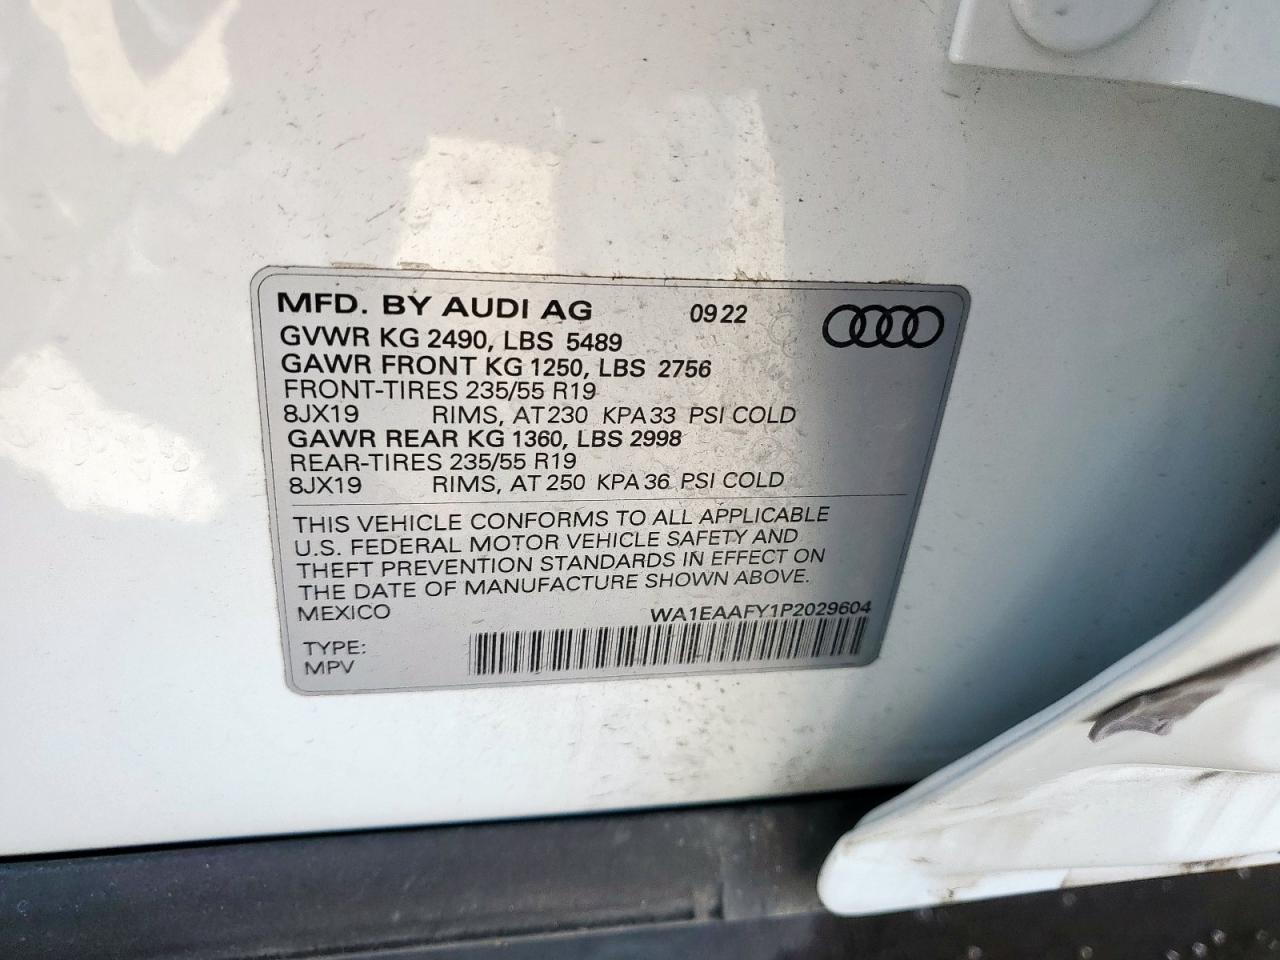 MFD. BY AUDI AG 09 22
GVWR KG 2490, LBS 5489
GAWR FRONT KG 1250, LBS 2756
FRONT-TIRES 235/55 R19
8JX19 RIMS, AT 230 KPA 33 PSI COLD
GAWR REAR KG 1360, LBS 2998
REAR-TIRES 235/55 R19
8JX19 RIMS, AT 250 KPA 36 PSI COLD
THIS VEHICLE CONFORMS TO ALL APPLICABLE
U.S. FEDERAL MOTOR VEHICLE SAFETY AND
THEFT PREVENTION STANDARDS IN EFFECT ON
THE DATE OF MANUFACTURE SHOWN ABOVE.
MEXICO WA1EAAFY1P2029604
TYPE:
MPV